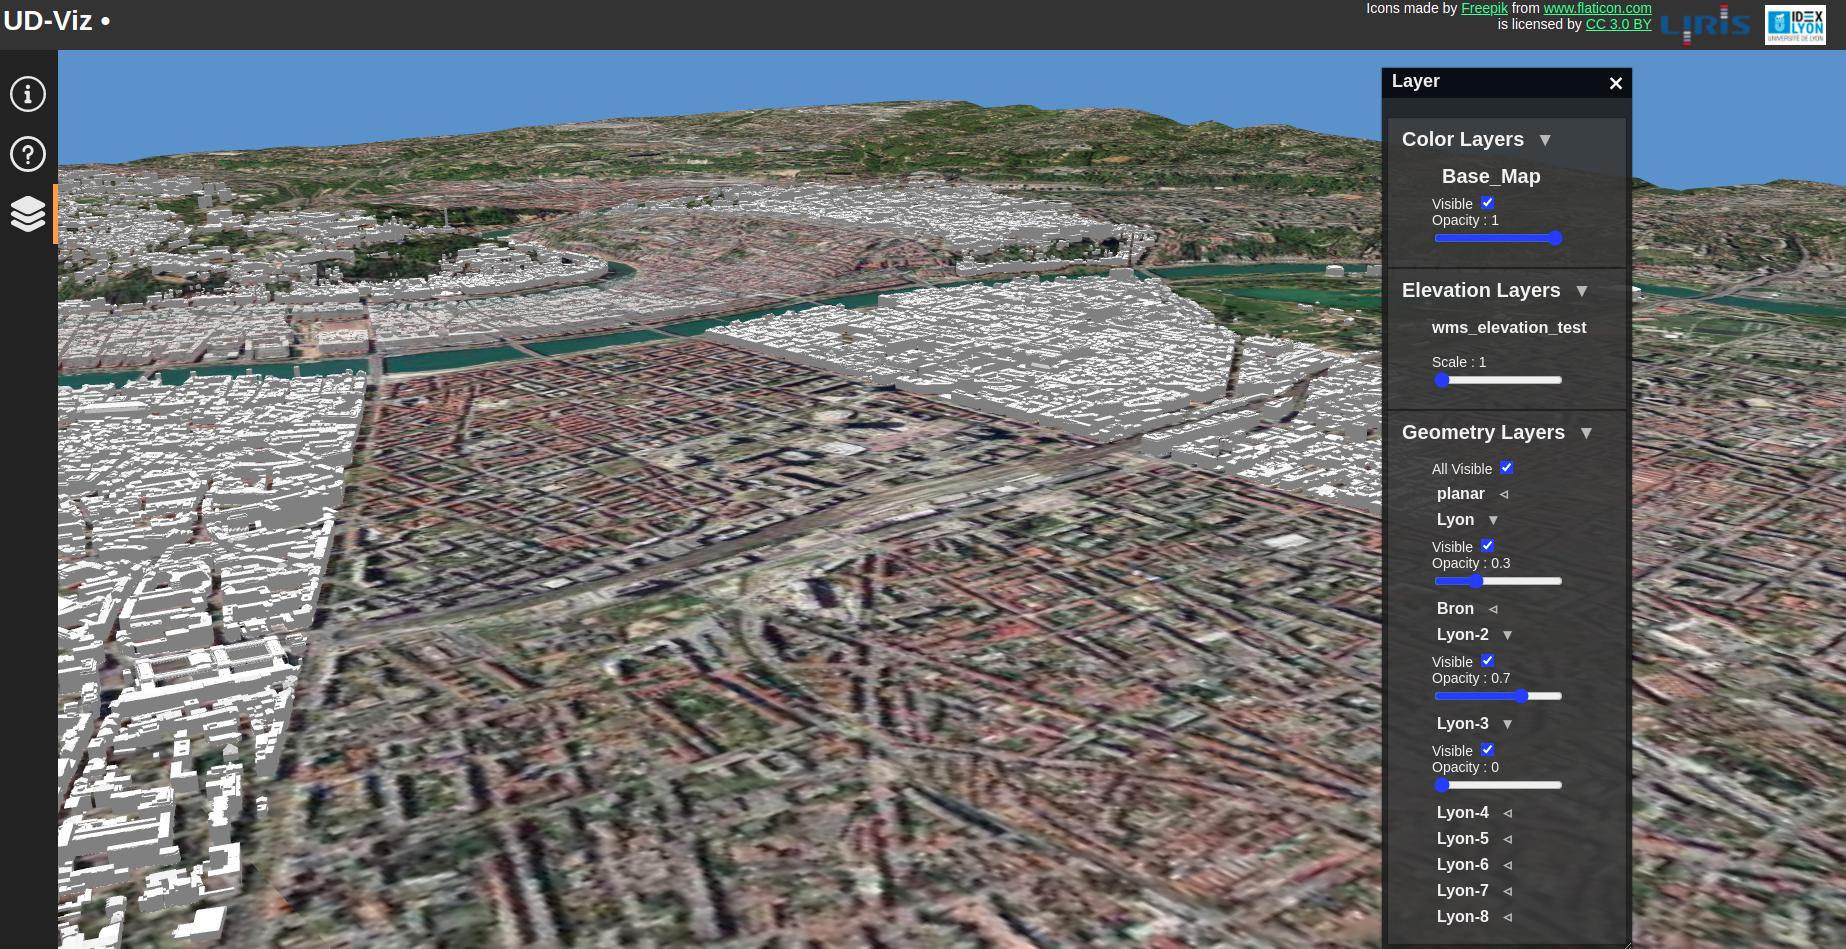 UD-Viz •
Icons made by Freepik from www.flaticon.com
is licensed by CC 3.0 BY
LIRIS
IDEX
LYON
UNIVERSITÉ DE LYON
Layer
Color Layers
Base_Map
Visible
Opacity : 1
Elevation Layers
wms_elevation_test
Scale : 1
Geometry Layers
All Visible
planar
Lyon
Visible
Opacity : 0.3
Bron
Lyon-2
Visible
Opacity : 0.7
Lyon-3
Visible
Opacity : 0
Lyon-4
Lyon-5
Lyon-6
Lyon-7
Lyon-8